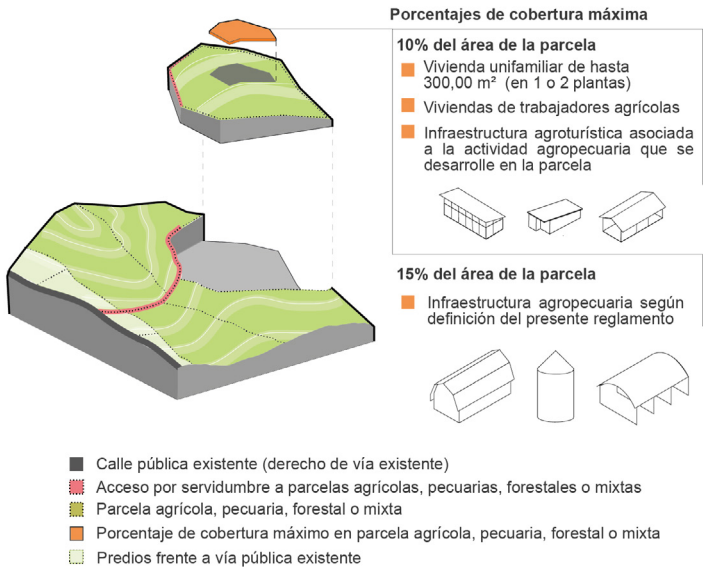 Porcentajes de cobertura máxima
10% del área de la parcela
Vivienda unifamiliar de hasta
300,00 m² (en 1 o 2 plantas)
Viviendas de trabajadores agrícolas
Infraestructura agroturística asociada
a la actividad agropecuaria que se
desarrolle en la parcela
15% del área de la parcela
Infraestructura agropecuaria según
definición del presente reglamento
Calle pública existente (derecho de vía existente)
Acceso por servidumbre a parcelas agrícolas, pecuarias, forestales o mixtas
Parcela agrícola, pecuaria, forestal o mixta
Porcentaje de cobertura máximo en parcela agrícola, pecuaria, forestal o mixta
Predios frente a vía pública existente